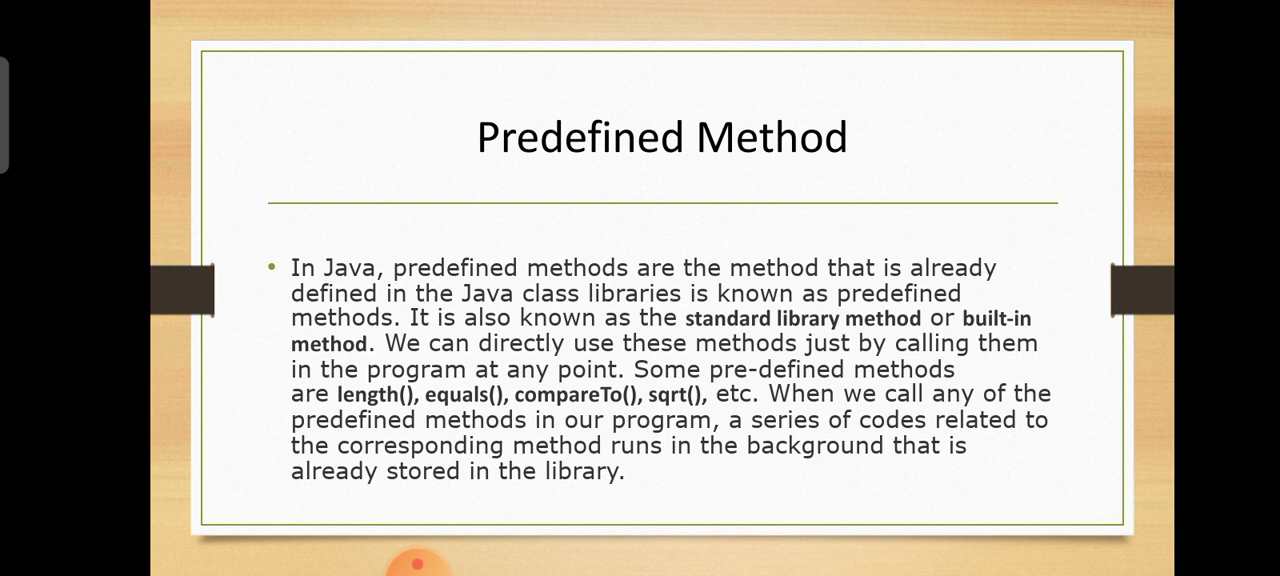 Predefined Method
• In Java, predefined methods are the method that is already
defined in the Java class libraries is known as predefined
methods. It is also known as the standard library method or built-in
method. We can directly use these methods just by calling them
in the program at any point. Some pre-defined methods
are length(), equals(), compareTo(), sqrt(), etc. When we call any of the
predefined methods in our program, a series of codes related to
the corresponding method runs in the background that is
already stored in the library.